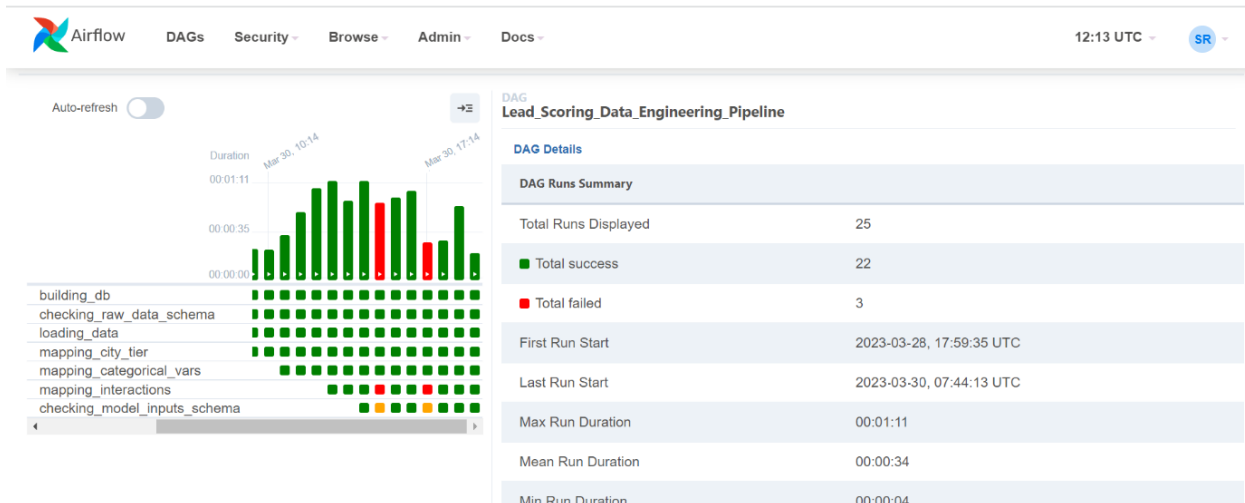 Airflow DAGs Security Browse Admin Docs 12:13 UTC SR
Auto-refresh
Duration
Mar 30, 10:14
Mar 30, 17:14
00:01:11
00:00:35
00:00:00
building_db
checking_raw_data_schema
loading_data
mapping_city_tier
mapping_categorical_vars
mapping_interactions
checking_model_inputs_schema
DAG
Lead_Scoring_Data_Engineering_Pipeline
DAG Details
DAG Runs Summary
Total Runs Displayed 25
Total success 22
Total failed 3
First Run Start 2023-03-28, 17:59:35 UTC
Last Run Start 2023-03-30, 07:44:13 UTC
Max Run Duration 00:01:11
Mean Run Duration 00:00:34
Min Run Duration 00:00:04